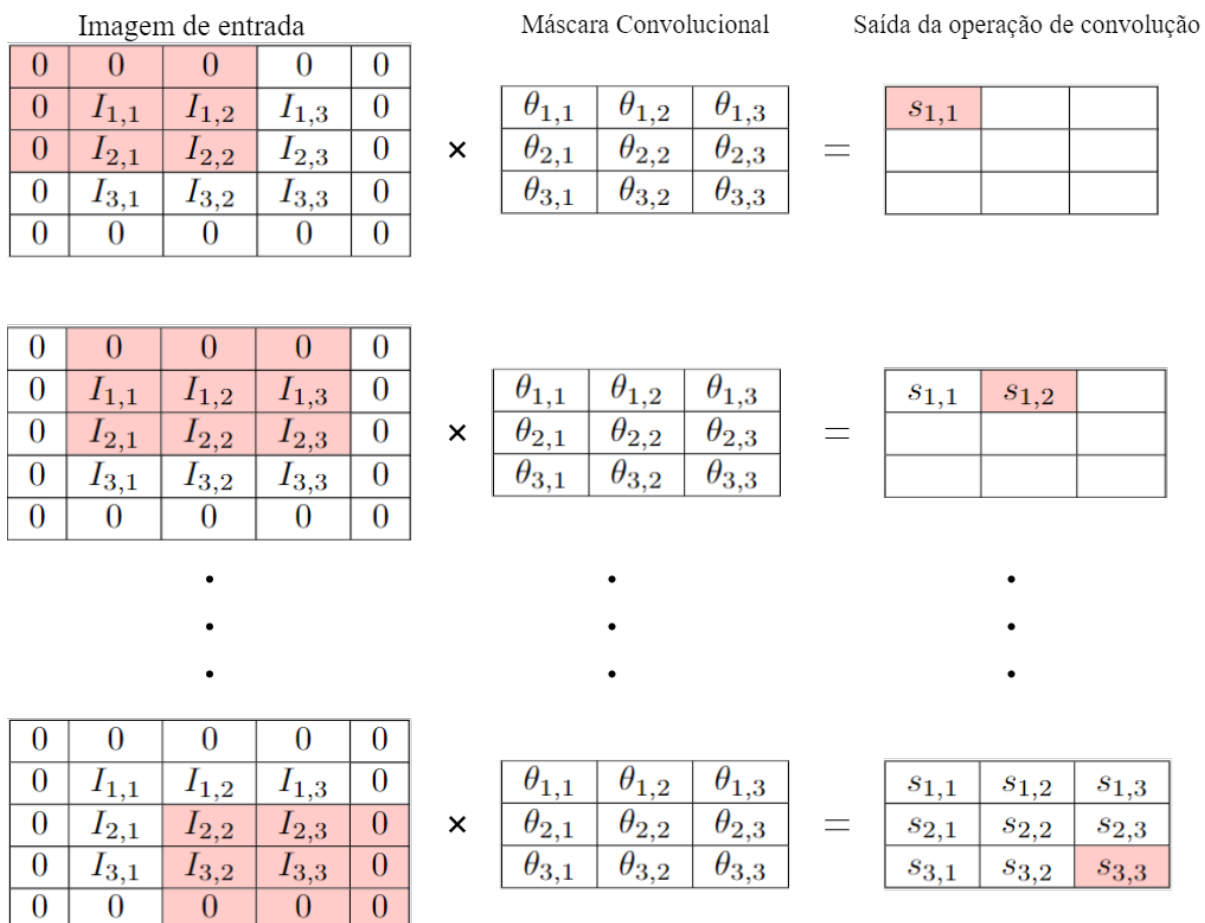 Imagem de entrada Máscara Convolucional Saída da operação de convolução
0 0 0 0 0
0 I1,1 I1,2 I1,3 0 θ1,1 θ1,2 θ1,3 s1,1
0 I2,1 I2,2 I2,3 0 × θ2,1 θ2,2 θ2,3 =
0 I3,1 I3,2 I3,3 0 θ3,1 θ3,2 θ3,3
0 0 0 0 0
0 0 0 0 0
0 I1,1 I1,2 I1,3 0 θ1,1 θ1,2 θ1,3 s1,1 s1,2
0 I2,1 I2,2 I2,3 0 × θ2,1 θ2,2 θ2,3 =
0 I3,1 I3,2 I3,3 0 θ3,1 θ3,2 θ3,3
0 0 0 0 0
. . .
. . .
. . .
0 0 0 0 0
0 I1,1 I1,2 I1,3 0 θ1,1 θ1,2 θ1,3 s1,1 s1,2 s1,3
0 I2,1 I2,2 I2,3 0 × θ2,1 θ2,2 θ2,3 = s2,1 s2,2 s2,3
0 I3,1 I3,2 I3,3 0 θ3,1 θ3,2 θ3,3 s3,1 s3,2 s3,3
0 0 0 0 0